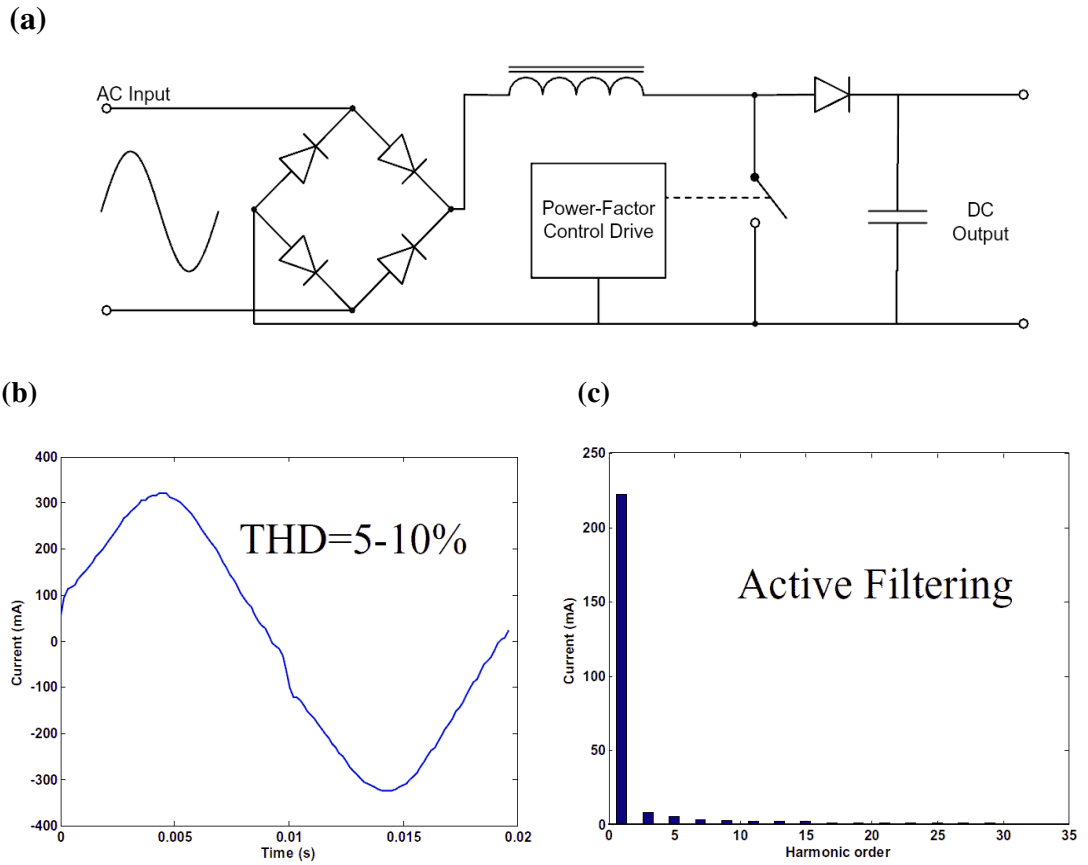 (a)
AC Input
Power-Factor
Control Drive
DC
Output
(b)
400
300
200
100
0
-100
-200
-300
-400
Current (mA)
THD=5-10%
0
0.005
0.01
0.015
0.02
Time (s)
(c)
250
200
150
100
50
0
Current (mA)
Active Filtering
0
5
10
15
20
25
30
35
Harmonic order